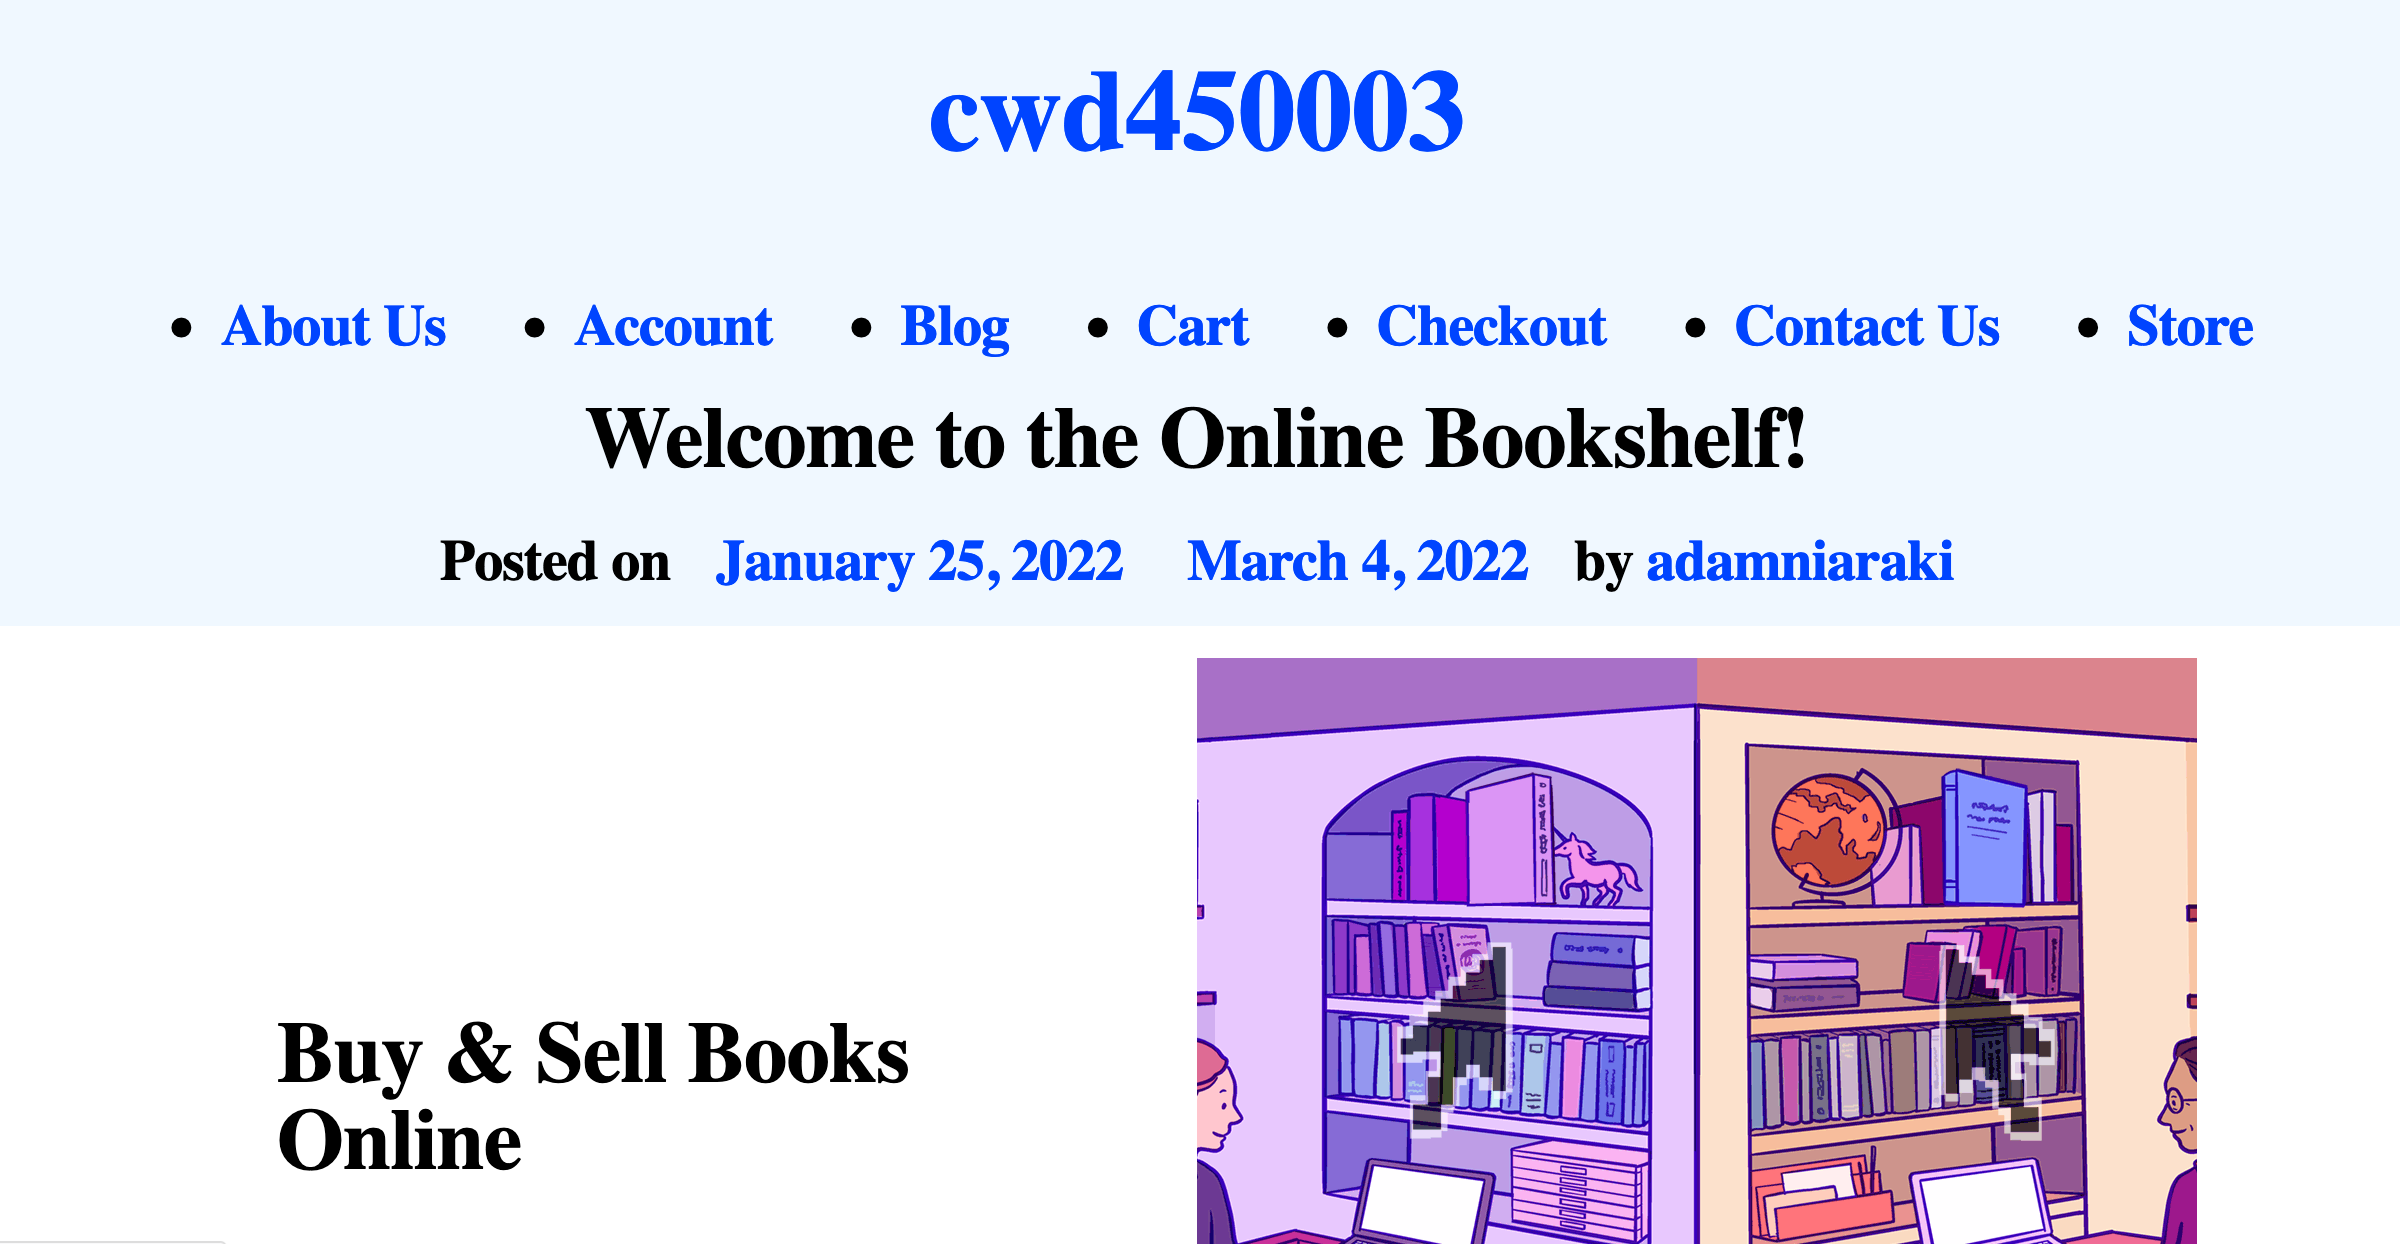 cwd450003
• About Us • Account • Blog • Cart • Checkout • Contact Us • Store
Welcome to the Online Bookshelf!
Posted on January 25, 2022 March 4, 2022 by adamniaraki
Buy & Sell Books
Online